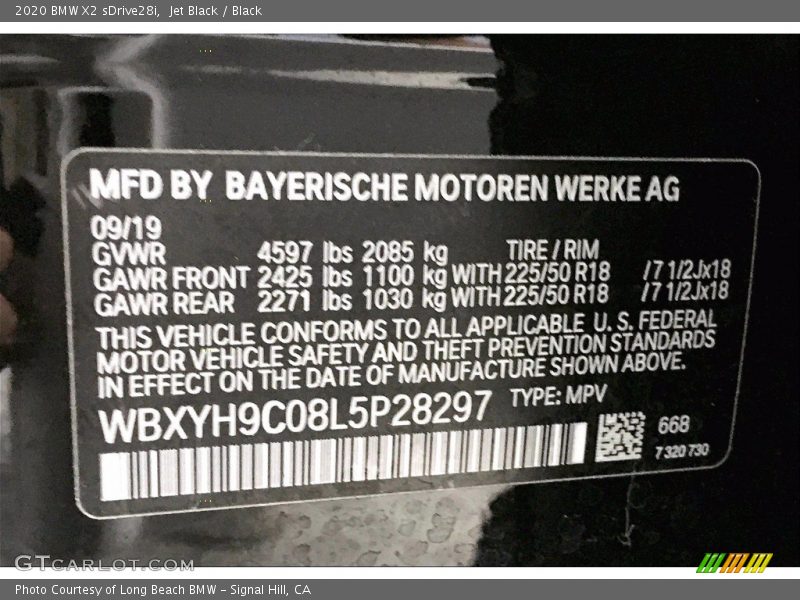 2020 BMW X2 sDrive28i, Jet Black / Black
MFD BY BAYERISCHE MOTOREN WERKE AG
09/19
GVWR 4597 lbs 2085 kg TIRE / RIM
GAWR FRONT 2425 lbs 1100 kg WITH 225/50 R18 /7 1/2Jx18
GAWR REAR 2271 lbs 1030 kg WITH 225/50 R18 /7 1/2Jx18
THIS VEHICLE CONFORMS TO ALL APPLICABLE U. S. FEDERAL
MOTOR VEHICLE SAFETY AND THEFT PREVENTION STANDARDS
IN EFFECT ON THE DATE OF MANUFACTURE SHOWN ABOVE.
WBXYH9C08L5P28297 TYPE: MPV
668
7 320 730
GTCARLOT.COM
Photo Courtesy of Long Beach BMW - Signal Hill, CA